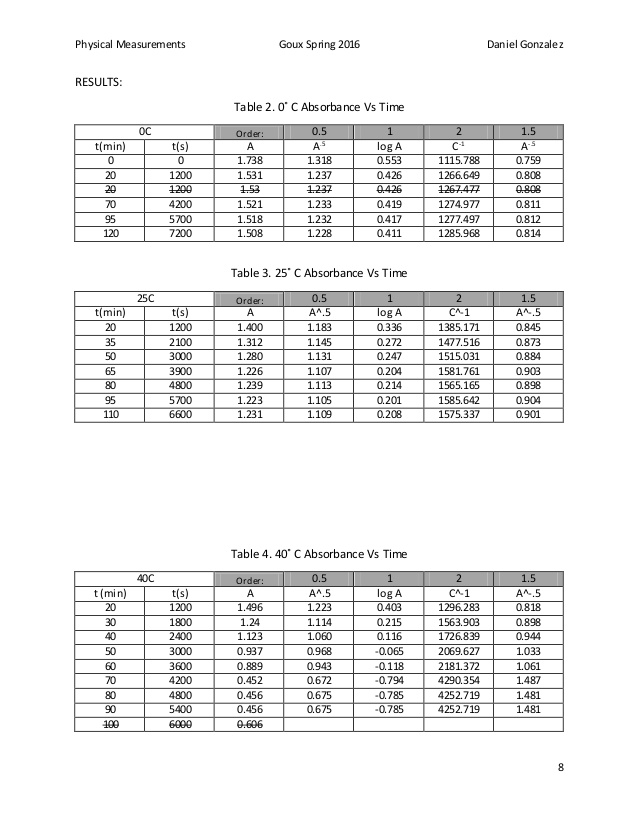 Physical Measurements Goux Spring 2016 Daniel Gonzalez
RESULTS:
Table 2. 0˚ C Absorbance Vs Time
0C Order: 0.5 1 2 1.5
t(min) t(s) A A·⁵ log A C⁻¹ A⁻·⁵
0 0 1.738 1.318 0.553 1115.788 0.759
20 1200 1.531 1.237 0.426 1266.649 0.808
20 1200 1.53 1.237 0.426 1267.477 0.808
70 4200 1.521 1.233 0.419 1274.977 0.811
95 5700 1.518 1.232 0.417 1277.497 0.812
120 7200 1.508 1.228 0.411 1285.968 0.814
Table 3. 25˚ C Absorbance Vs Time
25C Order: 0.5 1 2 1.5
t(min) t(s) A A^.5 log A C^-1 A^-.5
20 1200 1.400 1.183 0.336 1385.171 0.845
35 2100 1.312 1.145 0.272 1477.516 0.873
50 3000 1.280 1.131 0.247 1515.031 0.884
65 3900 1.226 1.107 0.204 1581.761 0.903
80 4800 1.239 1.113 0.214 1565.165 0.898
95 5700 1.223 1.105 0.201 1585.642 0.904
110 6600 1.231 1.109 0.208 1575.337 0.901
Table 4. 40˚ C Absorbance Vs Time
40C Order: 0.5 1 2 1.5
t (min) t(s) A A^.5 log A C^-1 A^-.5
20 1200 1.496 1.223 0.403 1296.283 0.818
30 1800 1.24 1.114 0.215 1563.903 0.898
40 2400 1.123 1.060 0.116 1726.839 0.944
50 3000 0.937 0.968 -0.065 2069.627 1.033
60 3600 0.889 0.943 -0.118 2181.372 1.061
70 4200 0.452 0.672 -0.794 4290.354 1.487
80 4800 0.456 0.675 -0.785 4252.719 1.481
90 5400 0.456 0.675 -0.785 4252.719 1.481
100 6000 0.606
8